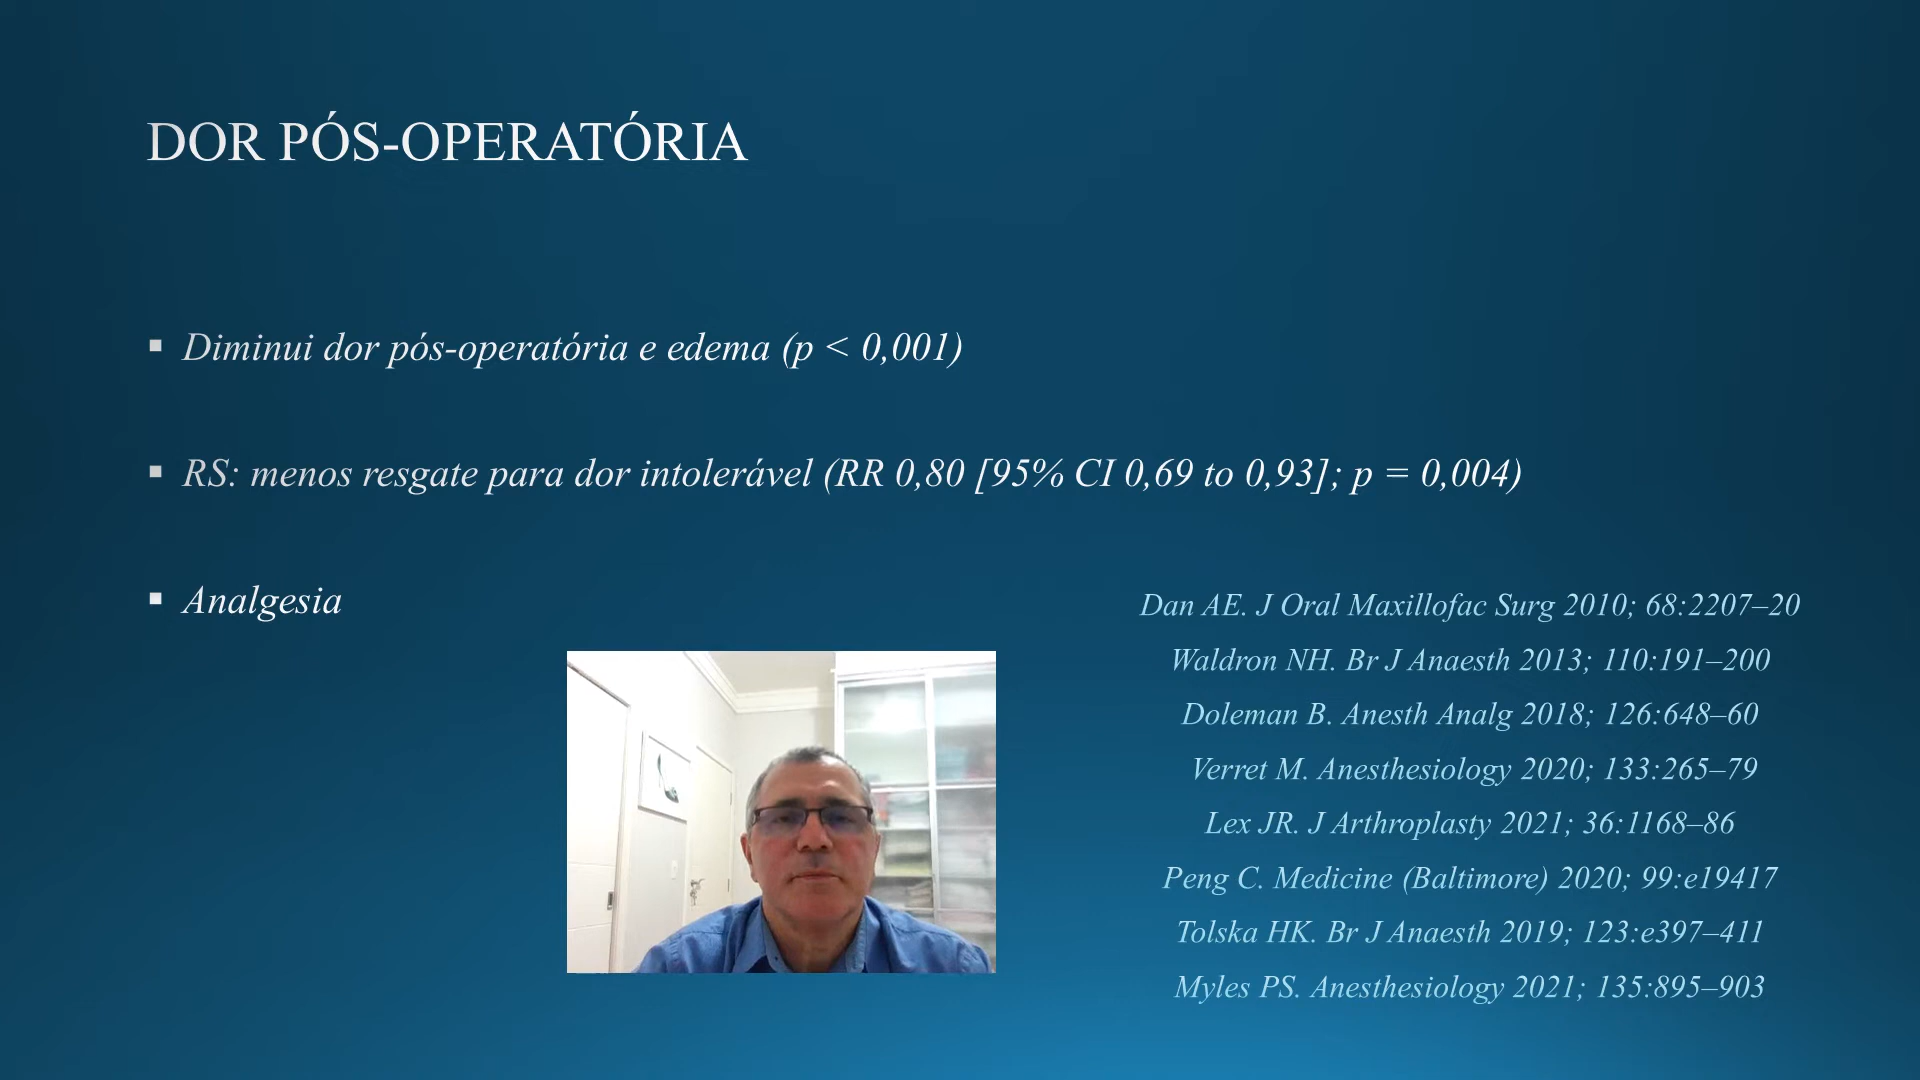 DOR PÓS-OPERATÓRIA
▪ Diminui dor pós-operatória e edema (p < 0,001)
▪ RS: menos resgate para dor intolerável (RR 0,80 [95% CI 0,69 to 0,93]; p = 0,004)
▪ Analgesia
Dan AE. J Oral Maxillofac Surg 2010; 68:2207–20
Waldron NH. Br J Anaesth 2013; 110:191–200
Doleman B. Anesth Analg 2018; 126:648–60
Verret M. Anesthesiology 2020; 133:265–79
Lex JR. J Arthroplasty 2021; 36:1168–86
Peng C. Medicine (Baltimore) 2020; 99:e19417
Tolska HK. Br J Anaesth 2019; 123:e397–411
Myles PS. Anesthesiology 2021; 135:895–903